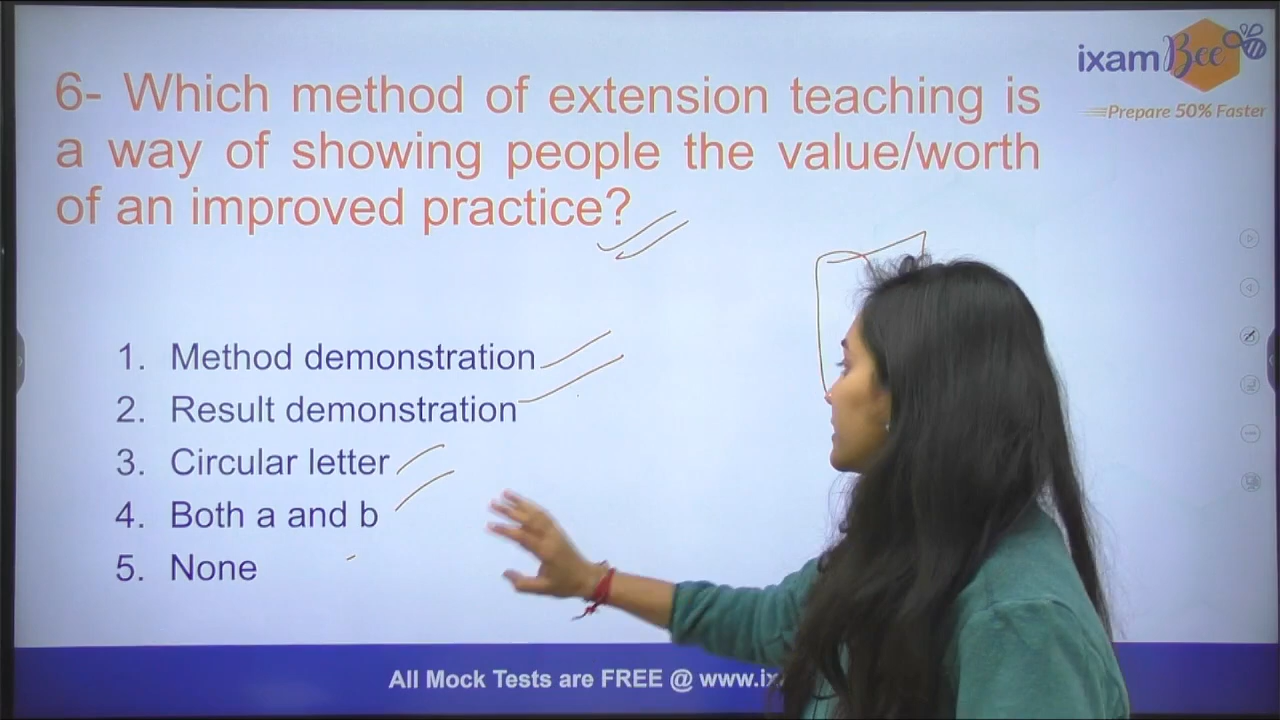 ixamBee
Prepare 50% Faster
6- Which method of extension teaching is
a way of showing people the value/worth
of an improved practice?
1. Method demonstration
2. Result demonstration
3. Circular letter
4. Both a and b
5. None
All Mock Tests are FREE @ www.ix